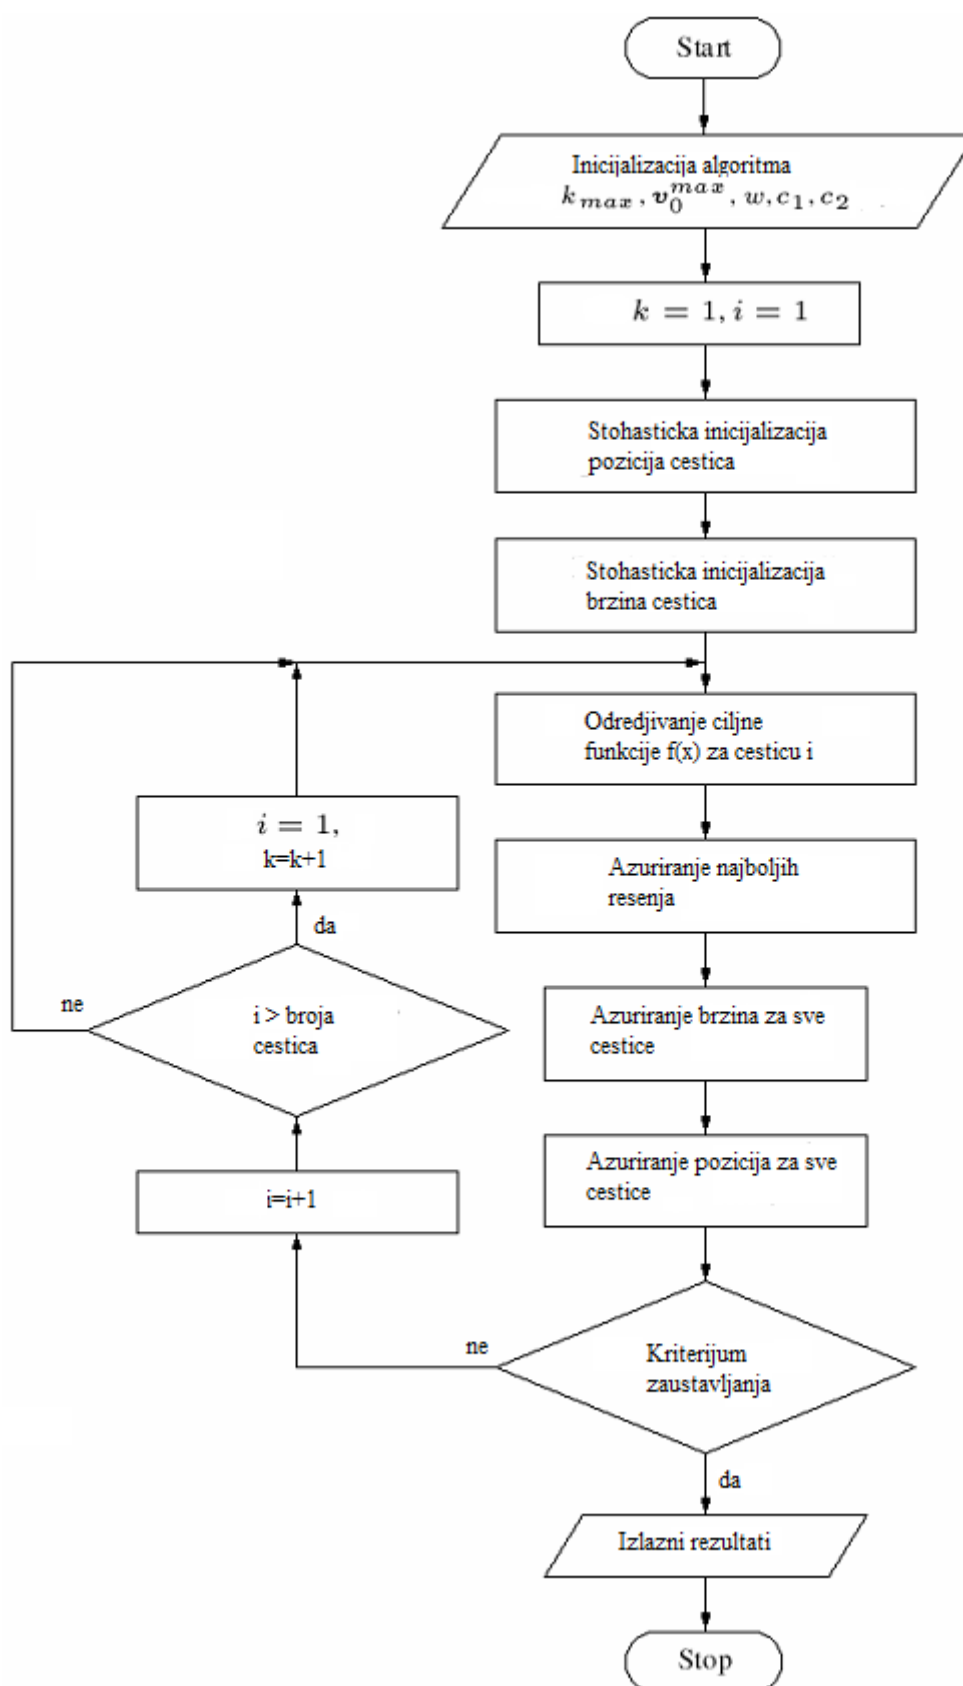 Start
Inicijalizacija algoritma
k_max, v_0^max, w, c_1, c_2
k = 1, i = 1
Stohasticka inicijalizacija
pozicija cestica
Stohasticka inicijalizacija
brzina cestica
Odredjivanje ciljne
funkcije f(x) za cesticu i
Azuriranje najboljih
resenja
Azuriranje brzina za sve
cestice
Azuriranje pozicija za sve
cestice
Kriterijum
zaustavljanja
ne
i=i+1
i > broja
cestica
ne
da
i = 1,
k=k+1
da
Izlazni rezultati
Stop